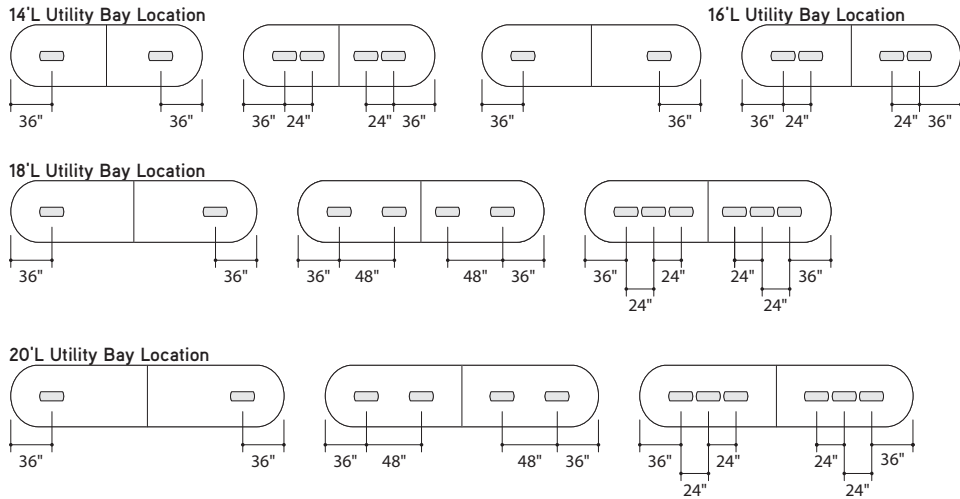 14'L Utility Bay Location
16'L Utility Bay Location
36" 36" 36" 24" 24" 36" 36" 36" 36" 24" 24" 36"
18'L Utility Bay Location
36" 36" 36" 48" 48" 36" 36" 24" 24" 36"
24" 24"
20'L Utility Bay Location
36" 36" 36" 48" 48" 36" 36" 24" 24" 36"
24" 24"